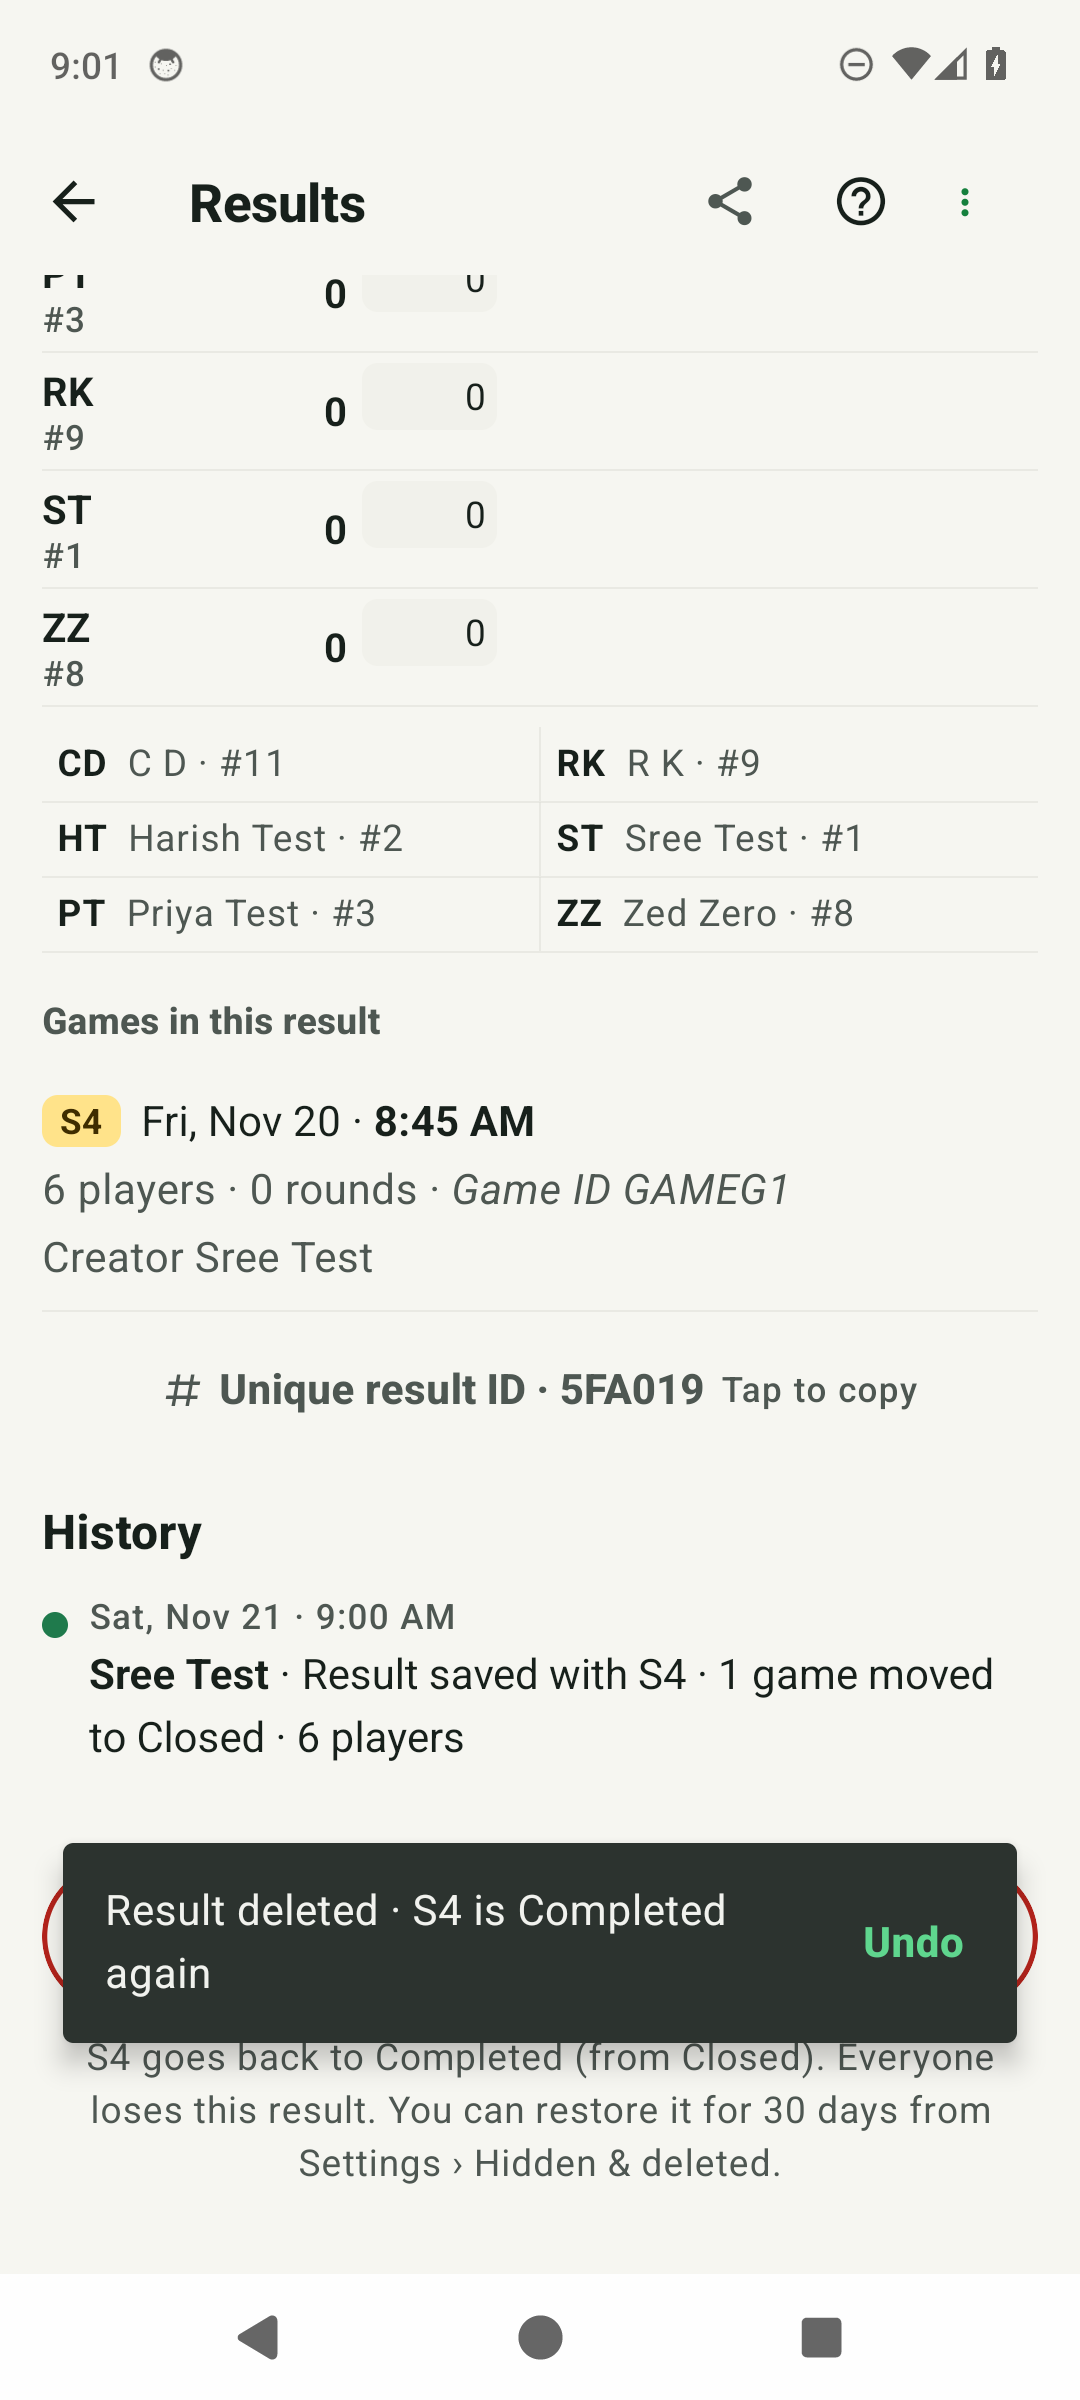 9:01
Results
#3
0
0
RK
#9
0
0
ST
#1
0
0
ZZ
#8
0
0
CD C D · #11
RK R K · #9
HT Harish Test · #2
ST Sree Test · #1
PT Priya Test · #3
ZZ Zed Zero · #8
Games in this result
S4 Fri, Nov 20 · 8:45 AM
6 players · 0 rounds · Game ID GAMEG1
Creator Sree Test
# Unique result ID · 5FA019 Tap to copy
History
Sat, Nov 21 · 9:00 AM
Sree Test · Result saved with S4 · 1 game moved
to Closed · 6 players
Result deleted · S4 is Completed
again
Undo
S4 goes back to Completed (from Closed). Everyone
loses this result. You can restore it for 30 days from
Settings › Hidden & deleted.